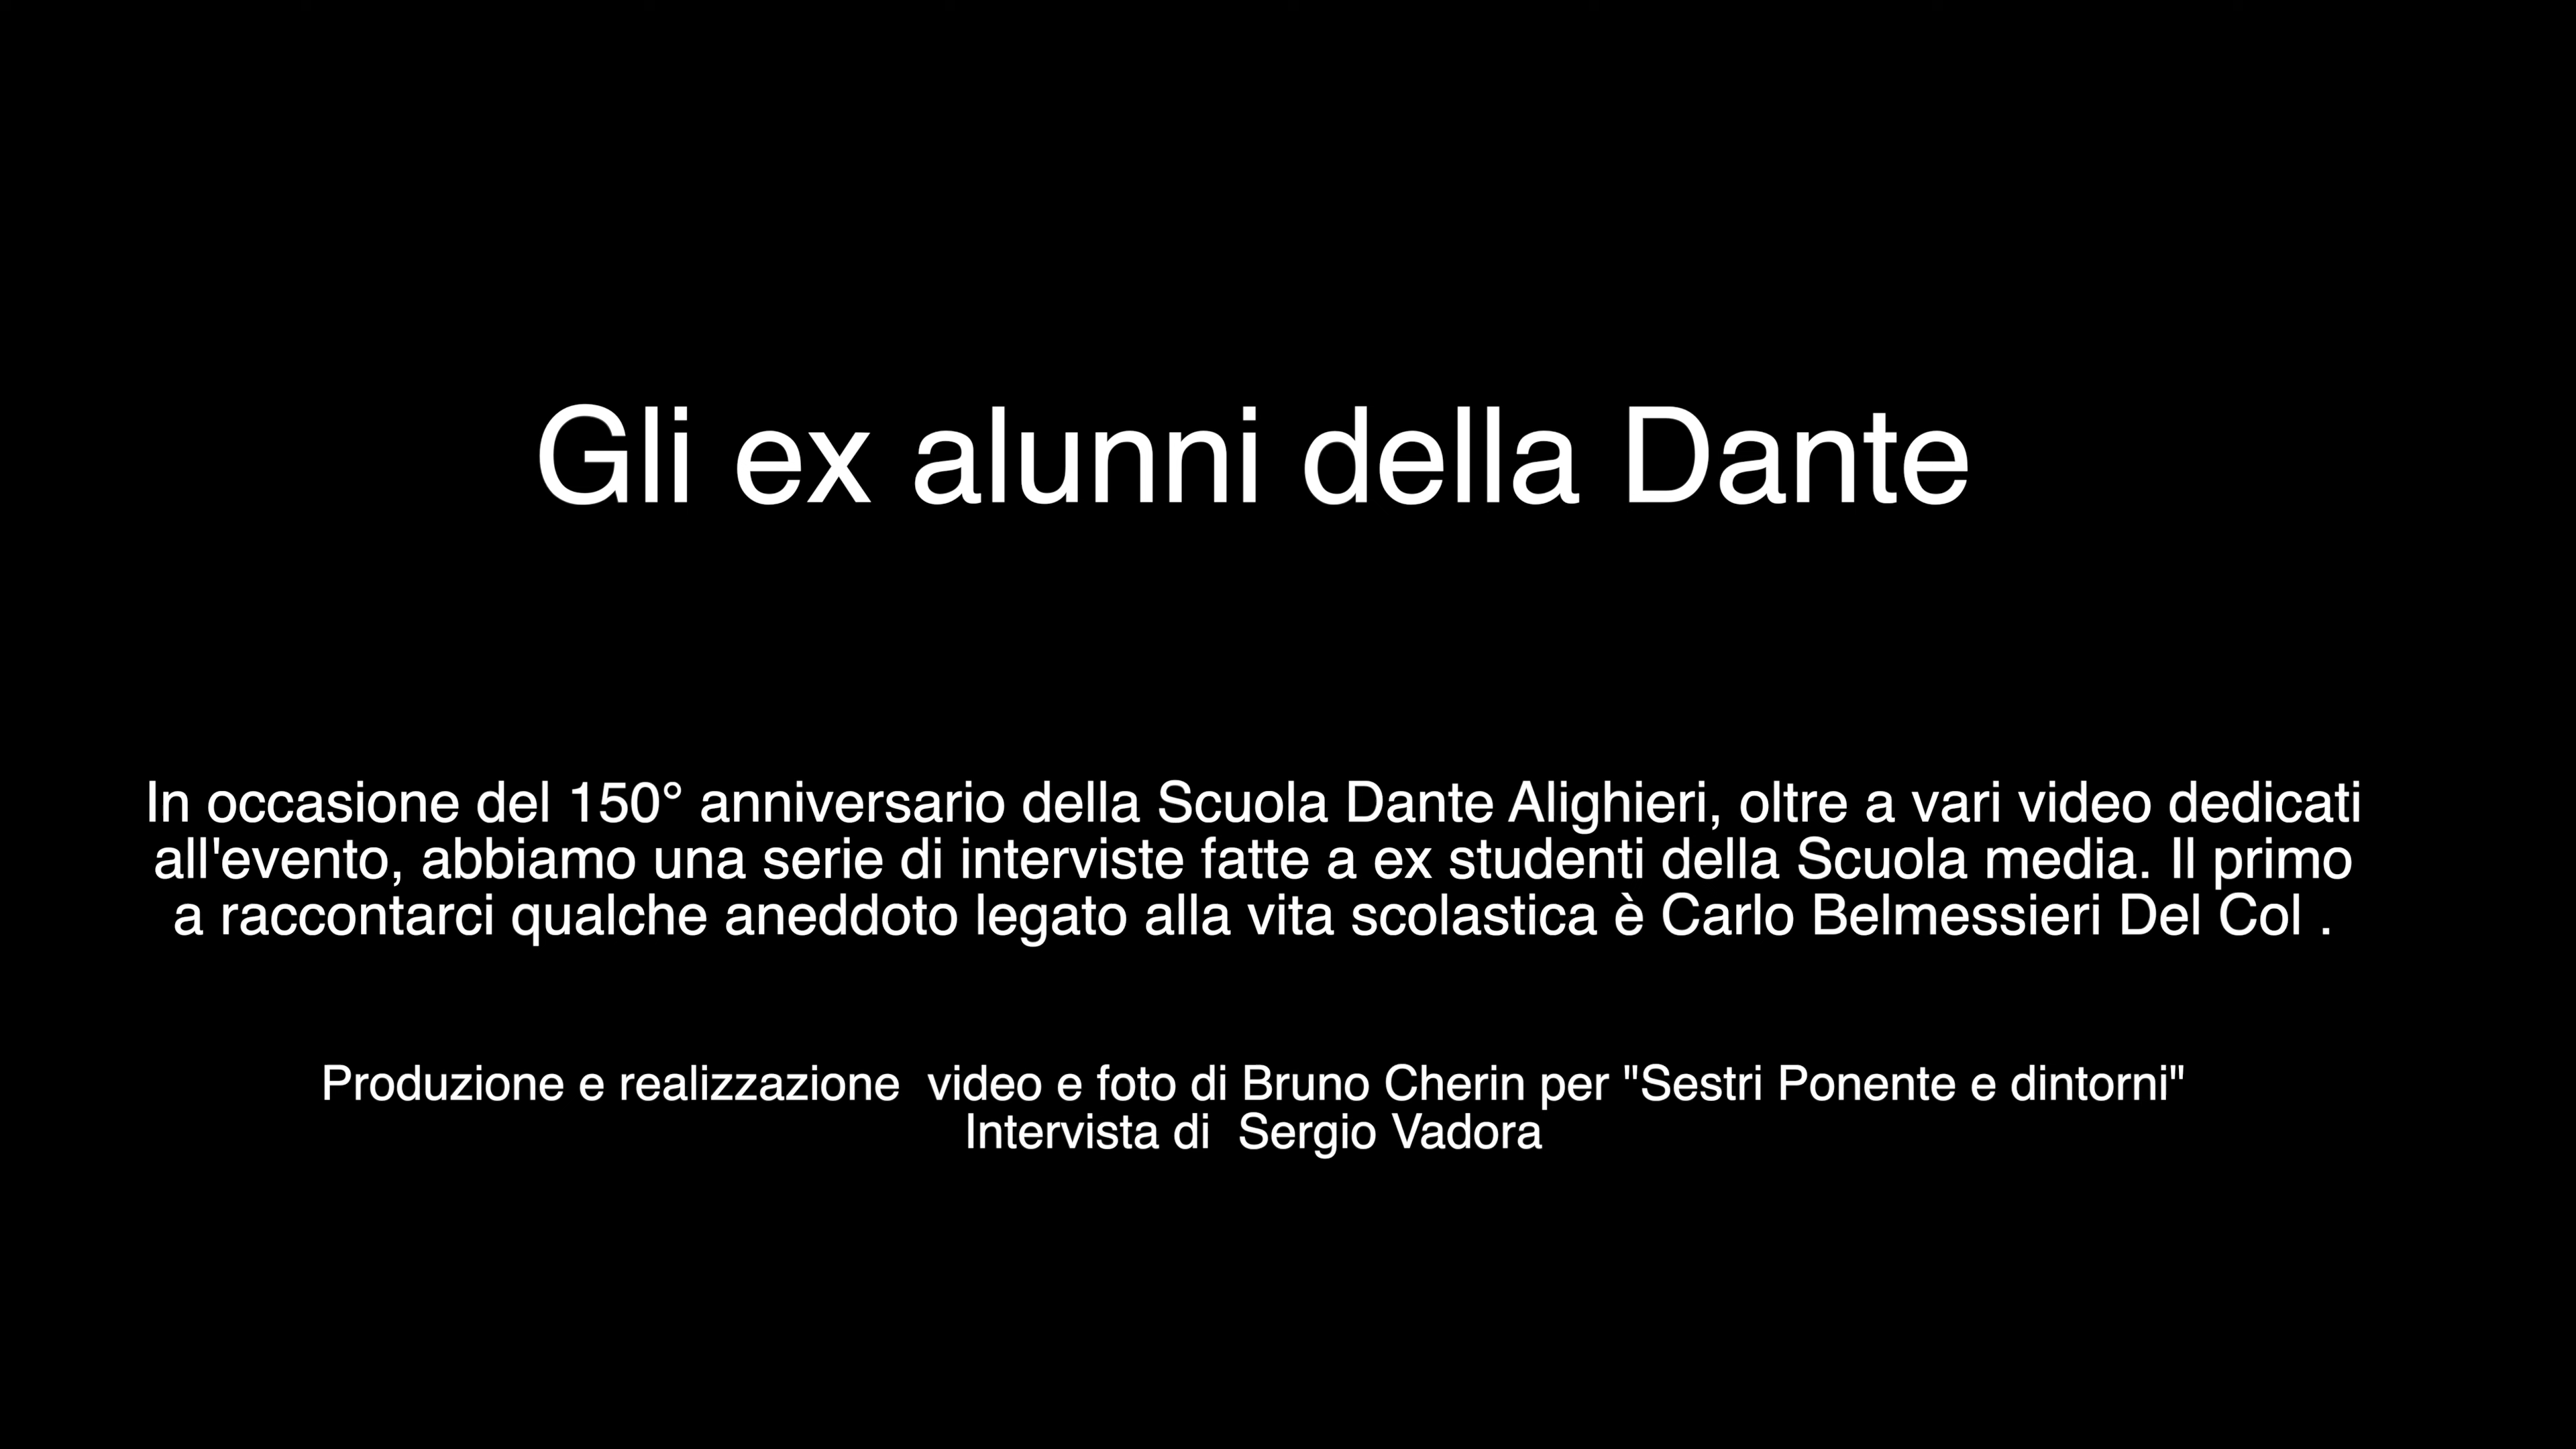 Gli ex alunni della Dante
In occasione del 150° anniversario della Scuola Dante Alighieri, oltre a vari video dedicati
all'evento, abbiamo una serie di interviste fatte a ex studenti della Scuola media. Il primo
a raccontarci qualche aneddoto legato alla vita scolastica è Carlo Belmessieri Del Col .
Produzione e realizzazione  video e foto di Bruno Cherin per "Sestri Ponente e dintorni"
Intervista di  Sergio Vadora